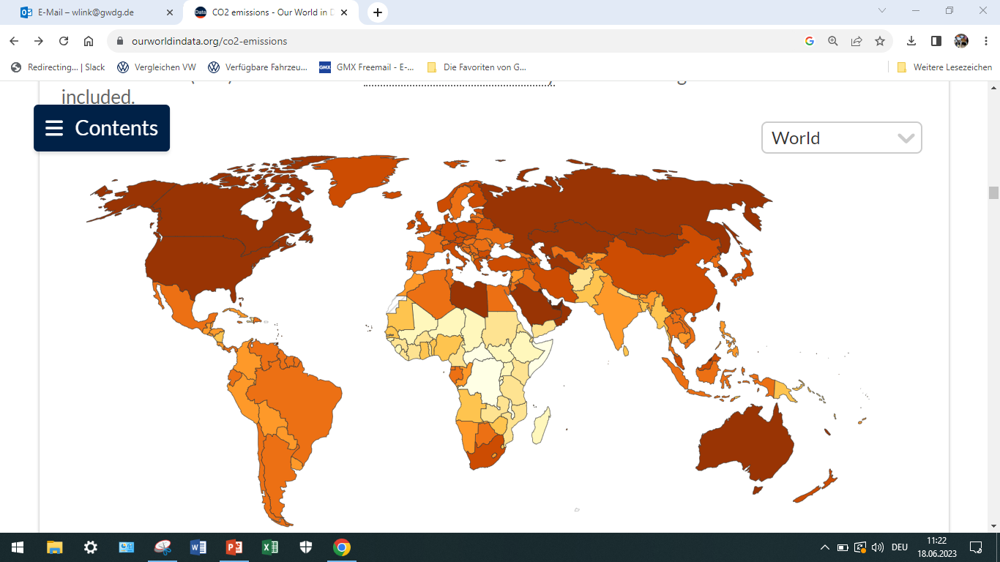 E-Mail – wlink@gwdg.de
CO2 emissions - Our World in D
ourworldindata.org/co2-emissions
Redirecting... | Slack
Vergleichen VW
Verfügbare Fahrzeu...
GMX
GMX Freemail - E-...
Die Favoriten von G...
Weitere Lesezeichen
included.
Contents
World
DEU
11:22
18.06.2023